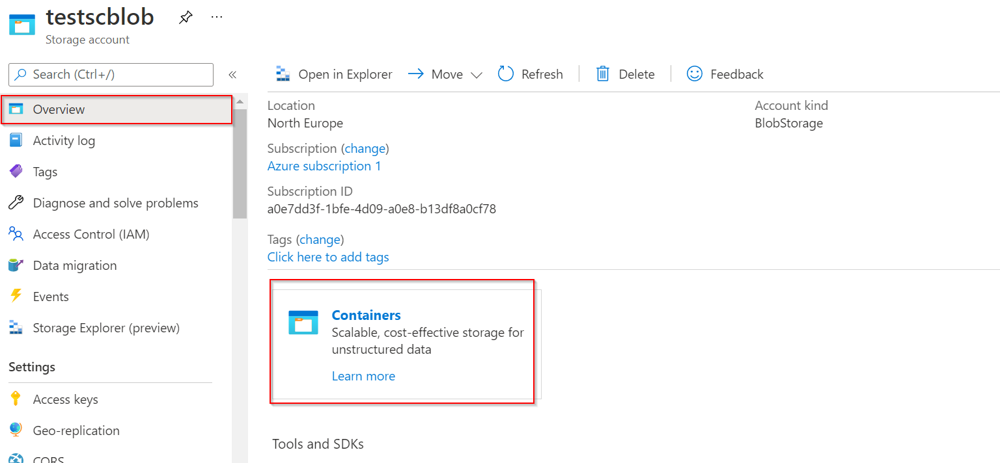 testscblob
...
Storage account
Search (Ctrl+/)
«
Overview
Activity log
Tags
Diagnose and solve problems
Access Control (IAM)
Data migration
Events
Storage Explorer (preview)
Settings
Access keys
Geo-replication
CORS
Open in Explorer Move Refresh Delete Feedback
Location
North Europe
Subscription (change)
Azure subscription 1
Subscription ID
a0e7dd3f-1bfe-4d09-a0e8-b13df8a0cf78
Tags (change)
Click here to add tags
Account kind
BlobStorage
Containers
Scalable, cost-effective storage for
unstructured data
Learn more
Tools and SDKs